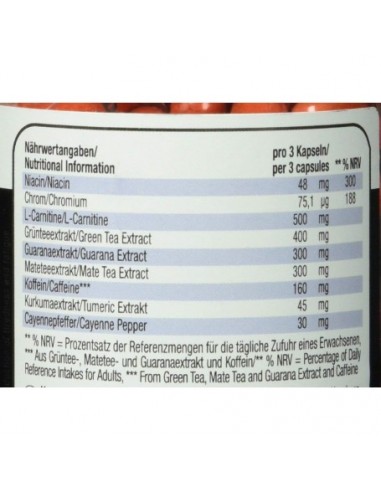 Nährwertangaben/ pro 3 Kapseln/
Nutritional Information per 3 capsules ** % NRV
Niacin/Niacin 48 mg 300
Chrom/Chromium 75,1 µg 188
L-Carnitine/L-Carnitine 500 mg
Grünteeextrakt/Green Tea Extract 400 mg
Guaranaextrakt/Guarana Extract 300 mg
Mateteeextrakt/Mate Tea Extract 300 mg
Koffein/Caffeine*** 160 mg
Kurkumaextrakt/Tumeric Extrakt 45 mg
Cayennepfeffer/Cayenne Pepper 30 mg
** % NRV = Prozentsatz der Referenzmengen für die tägliche Zufuhr eines Erwachsenen,
*** Aus Grüntee-, Matetee- und Guaranaextrakt und Koffein/** % NRV = Percentage of Daily
Reference Intakes for Adults, *** From Green Tea, Mate Tea and Guarana Extract and Caffeine